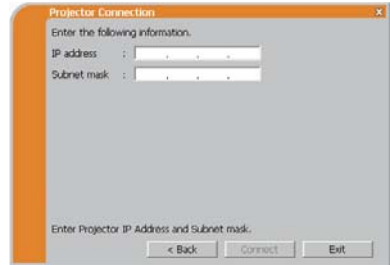 Projector Connection
Enter the following information.
IP address : . . .
Subnet mask : . . .
Enter Projector IP Address and Subnet mask.
< Back Connect Exit